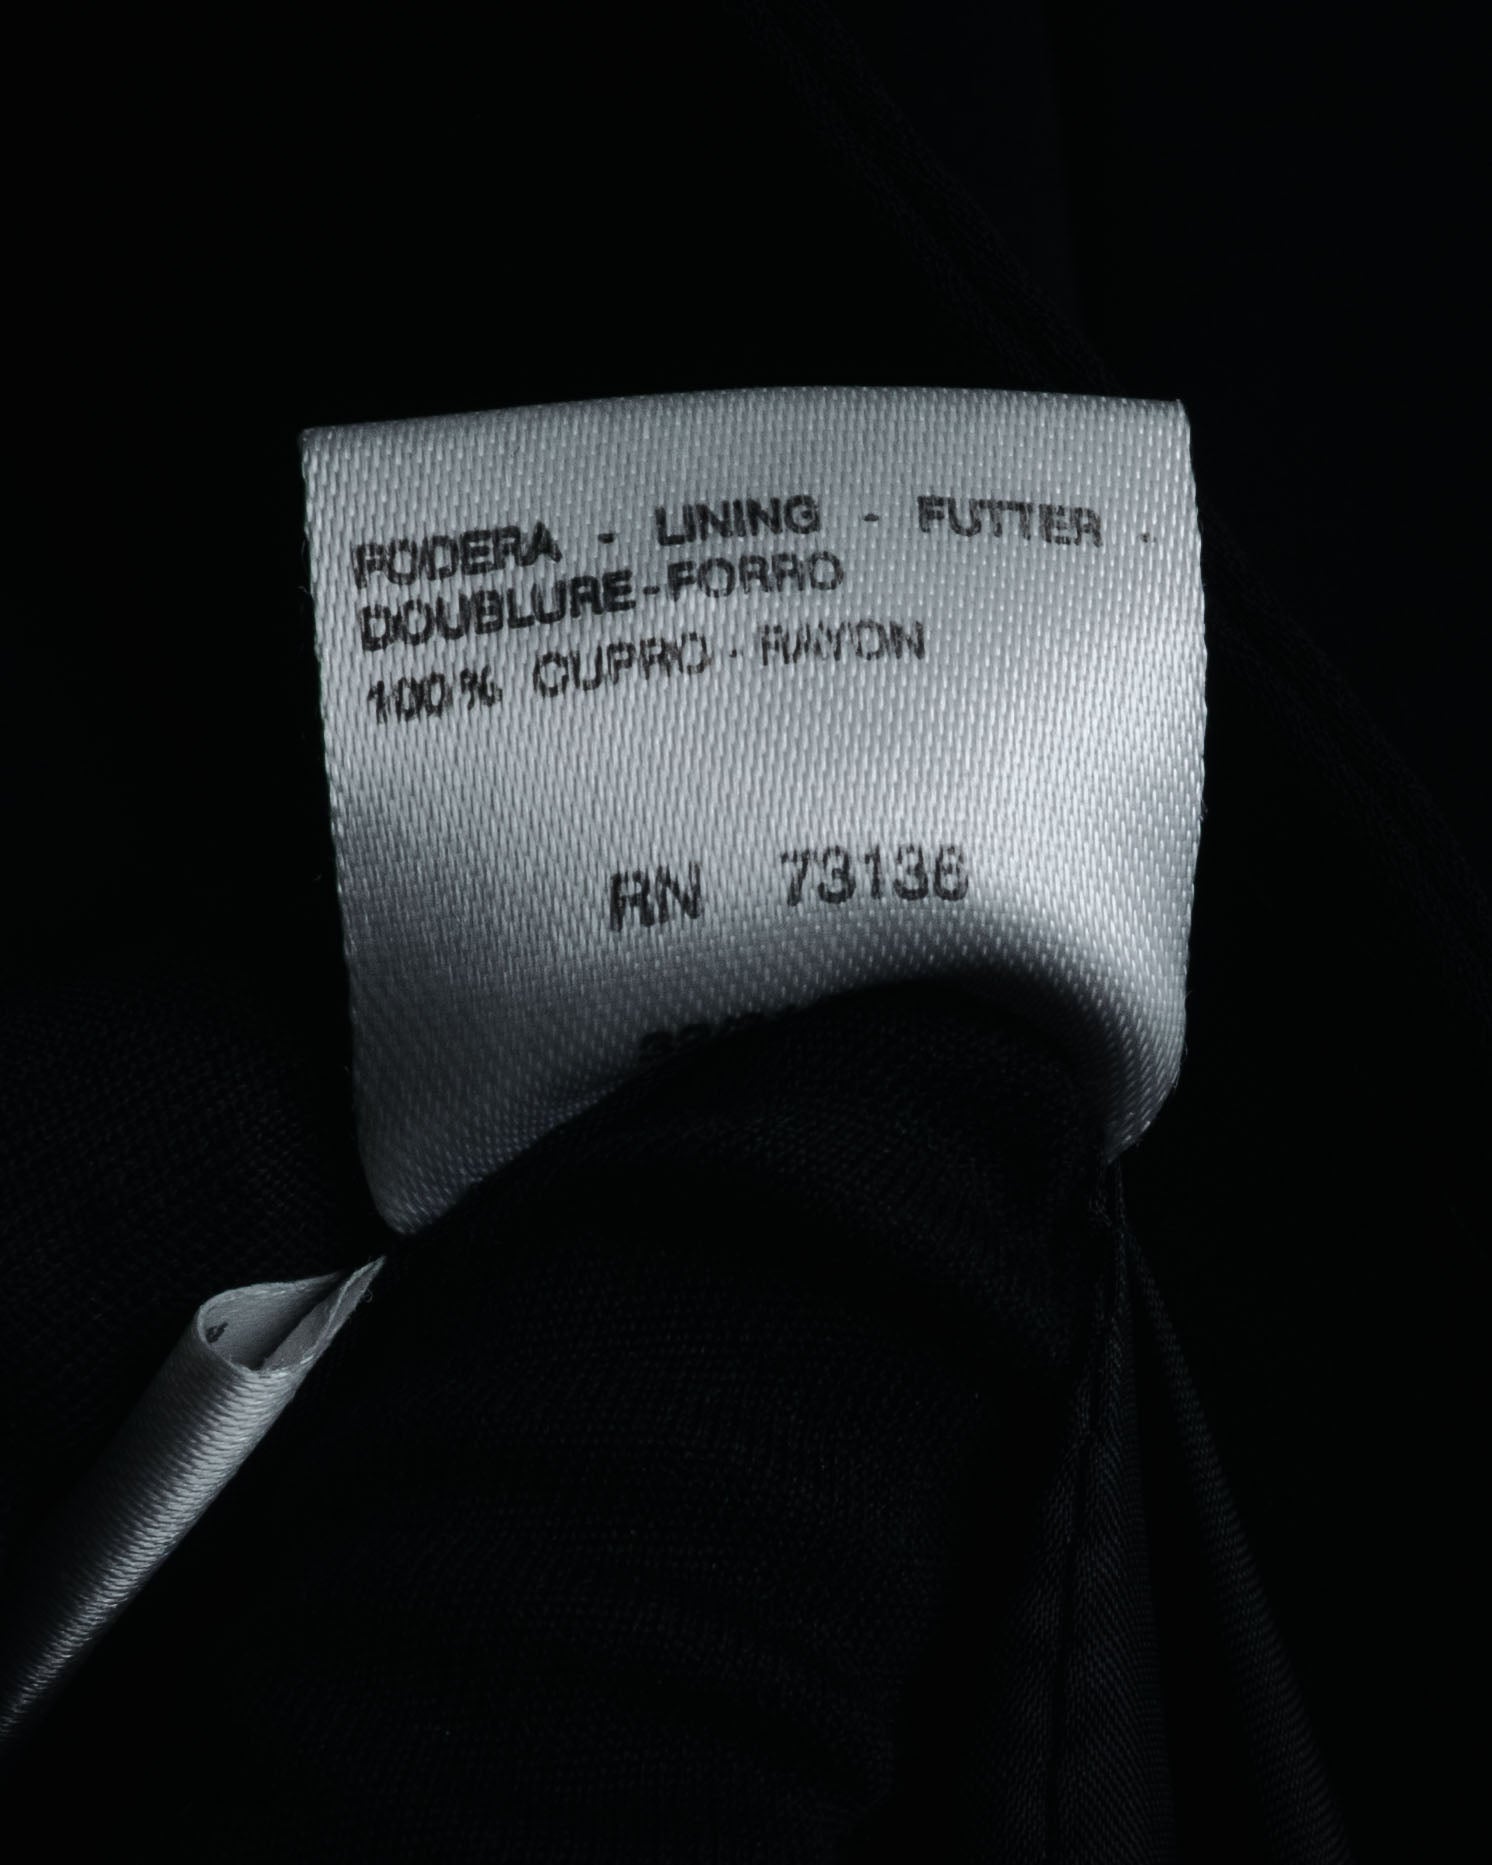 FODERA - LINING - FUTTER -
DOUBLURE-FORRO
100% CUPRO - RAYON
RN 73136